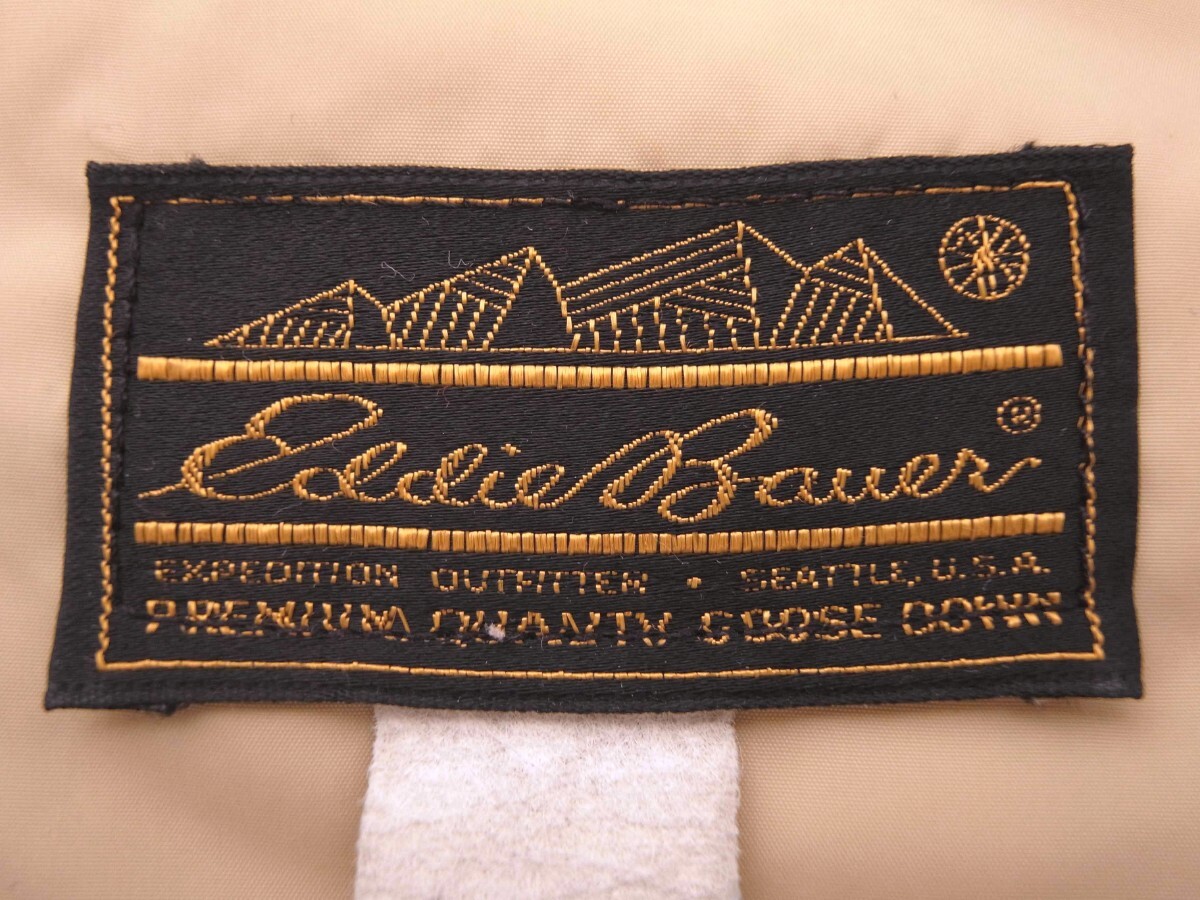 Eddie Bauer ®
EXPEDITION OUTFITTER • SEATTLE, U.S.A.
PREMIUM QUALITY GOOSE DOWN